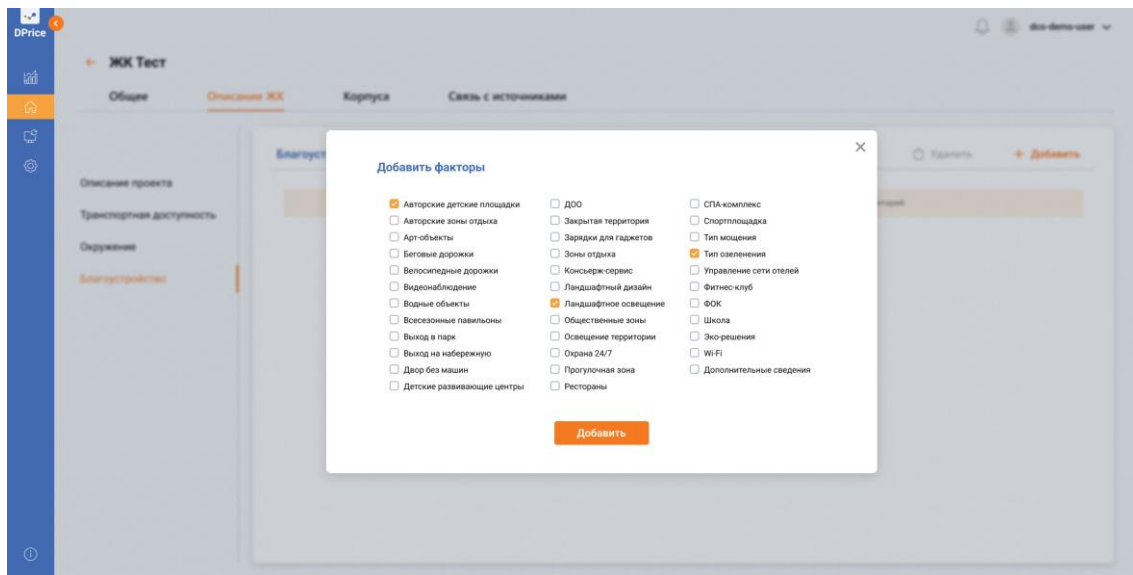 DPrice
dco-demo-user
ЖК Тест
Общее
Описание ЖК
Корпуса
Связь с источниками
Благоуст
Удалить
+ Добавить
Описание проекта
Транспортная доступность
Окружение
Благоустройство
Добавить факторы
Авторские детские площадки
Авторские зоны отдыха
Арт-объекты
Беговые дорожки
Велосипедные дорожки
Видеонаблюдение
Водные объекты
Всесезонные павильоны
Выход в парк
Выход на набережную
Двор без машин
Детские развивающие центры
ДОО
Закрытая территория
Зарядки для гаджетов
Зоны отдыха
Консьерж-сервис
Ландшафтный дизайн
Ландшафтное освещение
Общественные зоны
Освещение территории
Охрана 24/7
Прогулочная зона
Рестораны
СПА-комплекс
Спортплощадка
Тип мощения
Тип озеленения
Управление сети отелей
Фитнес-клуб
ФОК
Школа
Эко-решения
Wi-Fi
Дополнительные сведения
Добавить